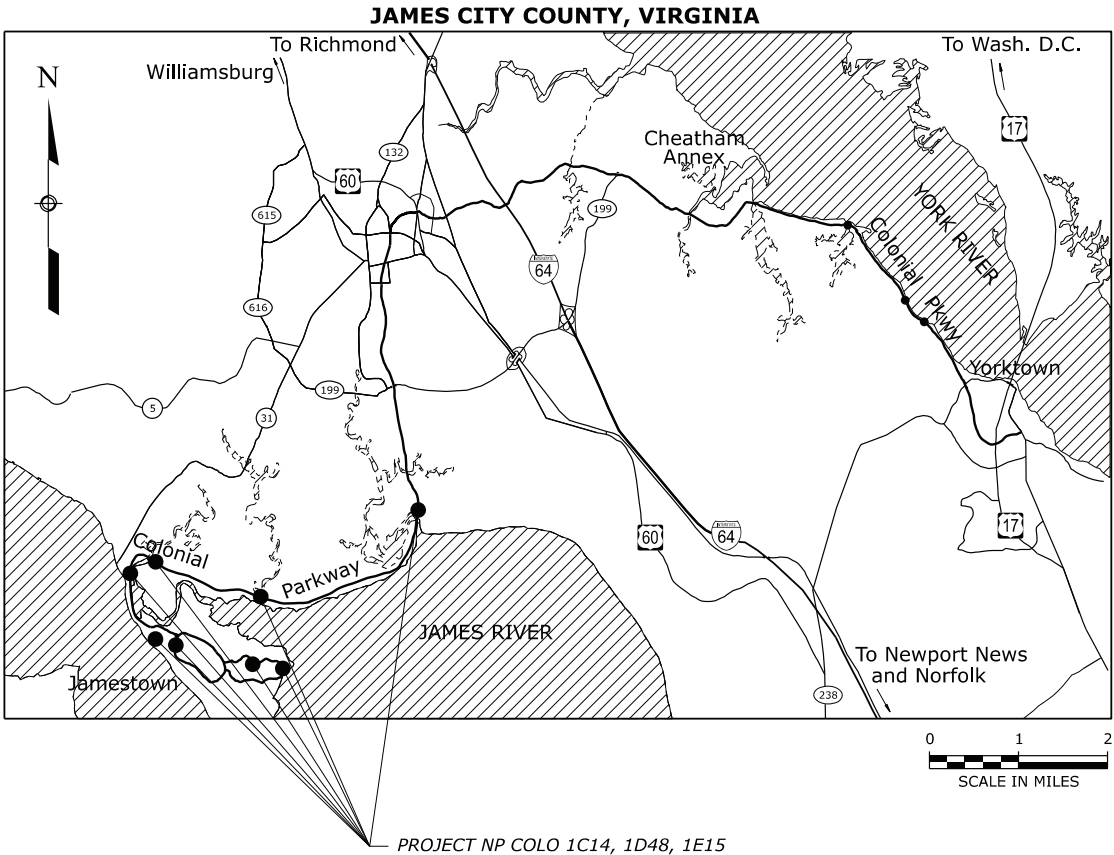 JAMES CITY COUNTY, VIRGINIA
To Richmond
To Wash. D.C.
Williamsburg
N
17
132
Cheatham
Annex
60
615
199
YORK RIVER
Colonial PKWY
64
616
Yorktown
199
5
31
17
60
64
Colonial
Parkway
JAMES RIVER
To Newport News
and Norfolk
Jamestown
238
0 1 2
SCALE IN MILES
PROJECT NP COLO 1C14, 1D48, 1E15